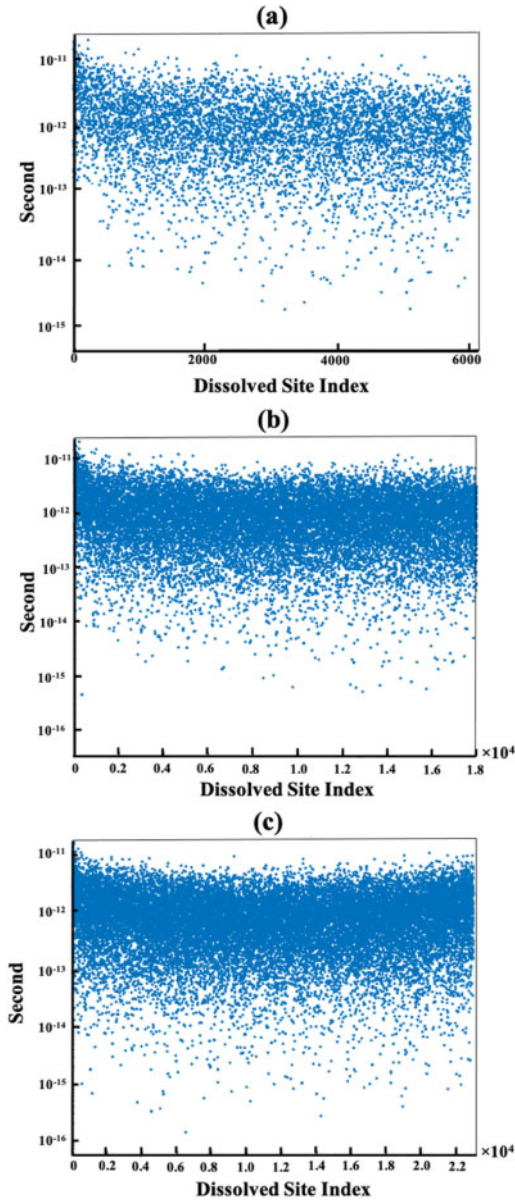 (a)
10⁻¹¹
10⁻¹²
10⁻¹³
10⁻¹⁴
10⁻¹⁵
Second
0 2000 4000 6000
Dissolved Site Index
(b)
10⁻¹¹
10⁻¹²
10⁻¹³
10⁻¹⁴
10⁻¹⁵
10⁻¹⁶
Second
0 0.2 0.4 0.6 0.8 1.0 1.2 1.4 1.6 1.8 ×10⁴
Dissolved Site Index
(c)
10⁻¹¹
10⁻¹²
10⁻¹³
10⁻¹⁴
10⁻¹⁵
10⁻¹⁶
Second
0 0.2 0.4 0.6 0.8 1.0 1.2 1.4 1.6 1.8 2.0 2.2 ×10⁴
Dissolved Site Index